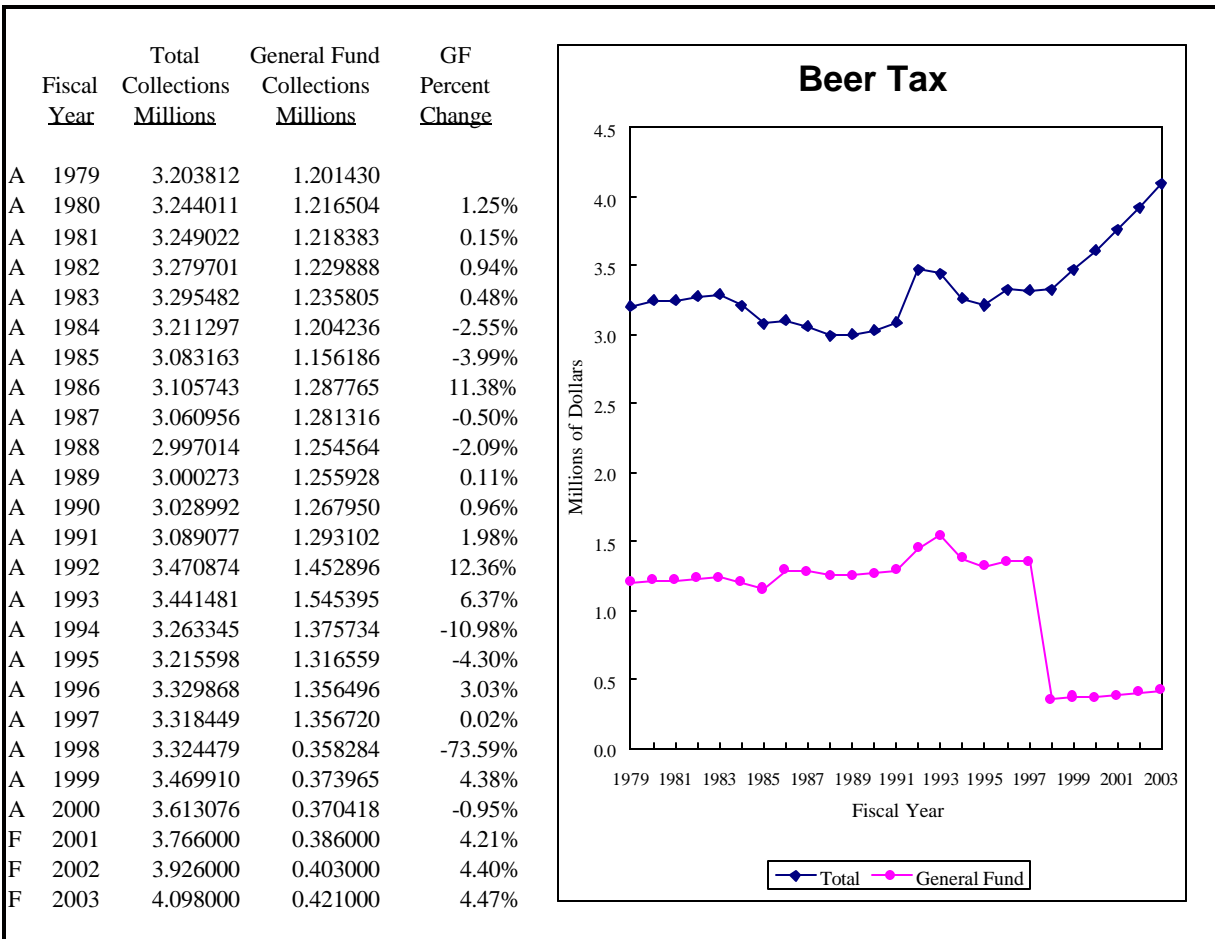 Total General Fund GF
Fiscal Collections Collections Percent
Year Millions Millions Change
A 1979 3.203812 1.201430
A 1980 3.244011 1.216504 1.25%
A 1981 3.249022 1.218383 0.15%
A 1982 3.279701 1.229888 0.94%
A 1983 3.295482 1.235805 0.48%
A 1984 3.211297 1.204236 -2.55%
A 1985 3.083163 1.156186 -3.99%
A 1986 3.105743 1.287765 11.38%
A 1987 3.060956 1.281316 -0.50%
A 1988 2.997014 1.254564 -2.09%
A 1989 3.000273 1.255928 0.11%
A 1990 3.028992 1.267950 0.96%
A 1991 3.089077 1.293102 1.98%
A 1992 3.470874 1.452896 12.36%
A 1993 3.441481 1.545395 6.37%
A 1994 3.263345 1.375734 -10.98%
A 1995 3.215598 1.316559 -4.30%
A 1996 3.329868 1.356496 3.03%
A 1997 3.318449 1.356720 0.02%
A 1998 3.324479 0.358284 -73.59%
A 1999 3.469910 0.373965 4.38%
A 2000 3.613076 0.370418 -0.95%
F 2001 3.766000 0.386000 4.21%
F 2002 3.926000 0.403000 4.40%
F 2003 4.098000 0.421000 4.47%
Beer Tax
4.5
4.0
3.5
3.0
2.5
2.0
1.5
1.0
0.5
0.0
Millions of Dollars
1979 1981 1983 1985 1987 1989 1991 1993 1995 1997 1999 2001 2003
Fiscal Year
Total General Fund